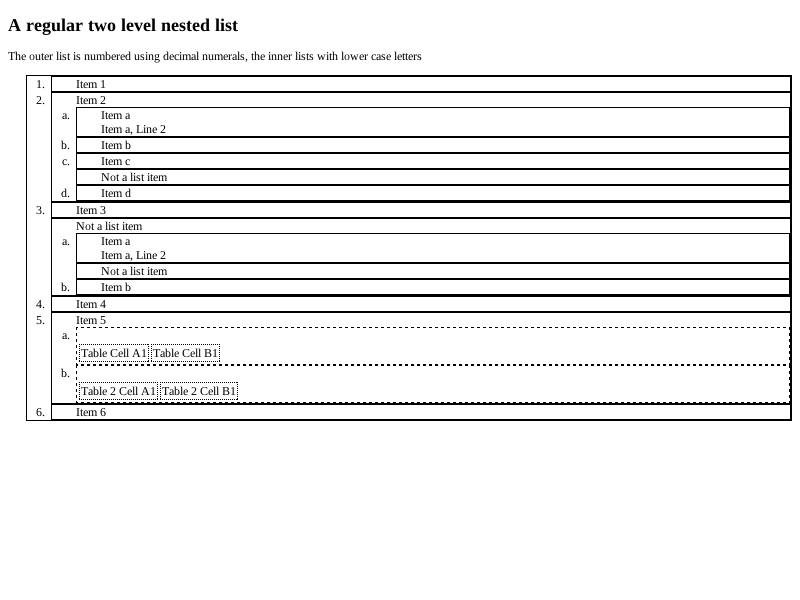 A regular two level nested list
The outer list is numbered using decimal numerals, the inner lists with lower case letters
1. Item 1
2. Item 2
a. Item a
Item a, Line 2
b. Item b
c. Item c
Not a list item
d. Item d
3. Item 3
Not a list item
a. Item a
Item a, Line 2
Not a list item
b. Item b
4. Item 4
5. Item 5
a.
Table Cell A1 Table Cell B1
b.
Table 2 Cell A1 Table 2 Cell B1
6. Item 6